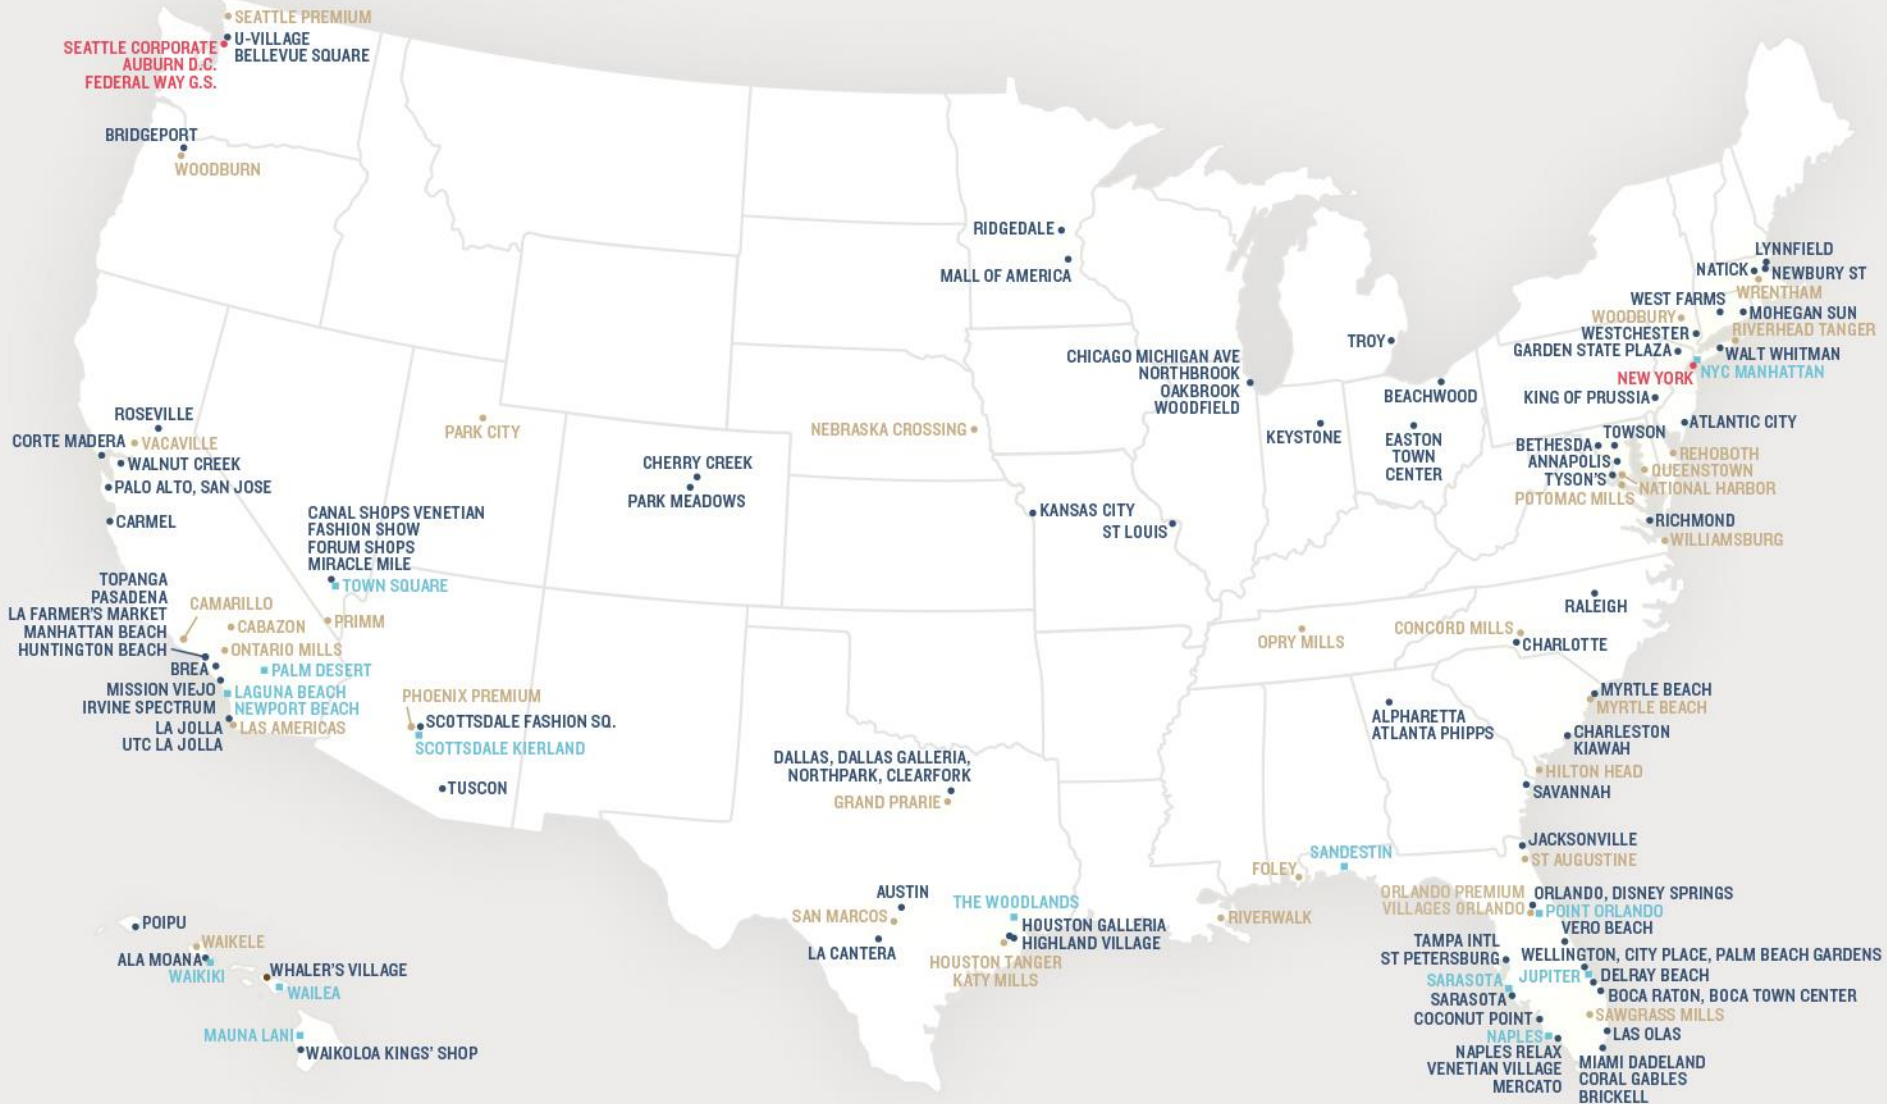 SEATTLE PREMIUM
U-VILLAGE
BELLEVUE SQUARE
SEATTLE CORPORATE
AUBURN D.C.
FEDERAL WAY G.S.
BRIDGEPORT
WOODBURN
ROSEVILLE
CORTE MADERA
VACAVILLE
WALNUT CREEK
PALO ALTO, SAN JOSE
CARMEL
PARK CITY
CANAL SHOPS VENETIAN
FASHION SHOW
FORUM SHOPS
MIRACLE MILE
TOWN SQUARE
TOPANGA
PASADENA
LA FARMER'S MARKET
MANHATTAN BEACH
HUNTINGTON BEACH
CAMARILLO
CABAZON
PRIMM
ONTARIO MILLS
BREA
PALM DESERT
MISSION VIEJO
IRVINE SPECTRUM
LAGUNA BEACH
NEWPORT BEACH
LA JOLLA
UTC LA JOLLA
LAS AMERICAS
PHOENIX PREMIUM
SCOTTSDALE FASHION SQ.
SCOTTSDALE KIERLAND
TUSCON
CHERRY CREEK
PARK MEADOWS
RIDGEDALE
MALL OF AMERICA
NEBRASKA CROSSING
KANSAS CITY
ST LOUIS
CHICAGO MICHIGAN AVE
NORTHBROOK
OAKBROOK
WOODFIELD
TROY
KEYSTONE
BEACHWOOD
EASTON
TOWN
CENTER
LYNNFIELD
NATICK
NEWBURY ST
WRENTHAM
WEST FARMS
WOODBURY
MOHEGAN SUN
WESTCHESTER
RIVERHEAD TANGER
GARDEN STATE PLAZA
WALT WHITMAN
NEW YORK
NYC MANHATTAN
KING OF PRUSSIA
ATLANTIC CITY
TOWSON
BETHESDA
REHOBOTH
ANNAPOLIS
QUEENSTOWN
TYSON'S
NATIONAL HARBOR
POTOMAC MILLS
RICHMOND
WILLIAMSBURG
RALEIGH
OPRY MILLS
CONCORD MILLS
CHARLOTTE
MYRTLE BEACH
MYRTLE BEACH
ALPHARETTA
ATLANTA PHIPPS
CHARLESTON
KIAWAH
HILTON HEAD
SAVANNAH
DALLAS, DALLAS GALLERIA,
NORTHPARK, CLEARFORK
GRAND PRARIE
AUSTIN
SAN MARCOS
LA CANTERA
THE WOODLANDS
HOUSTON GALLERIA
HIGHLAND VILLAGE
HOUSTON TANGER
KATY MILLS
RIVERWALK
FOLEY
SANDESTIN
JACKSONVILLE
ST AUGUSTINE
ORLANDO PREMIUM
VILLAGES ORLANDO
ORLANDO, DISNEY SPRINGS
POINT ORLANDO
VERO BEACH
TAMPA INTL
ST PETERSBURG
WELLINGTON, CITY PLACE, PALM BEACH GARDENS
SARASOTA
JUPITER
DELRAY BEACH
SARASOTA
BOCA RATON, BOCA TOWN CENTER
COCONUT POINT
SAWGRASS MILLS
NAPLES
LAS OLAS
NAPLES RELAX
VENETIAN VILLAGE
MERCATO
MIAMI DADELAND
CORAL GABLES
BRICKELL
POIPU
WAIKELE
ALA MOANA
WAIKIKI
WHALER'S VILLAGE
WAILEA
MAUNA LANI
WAIKOLOA KINGS' SHOP